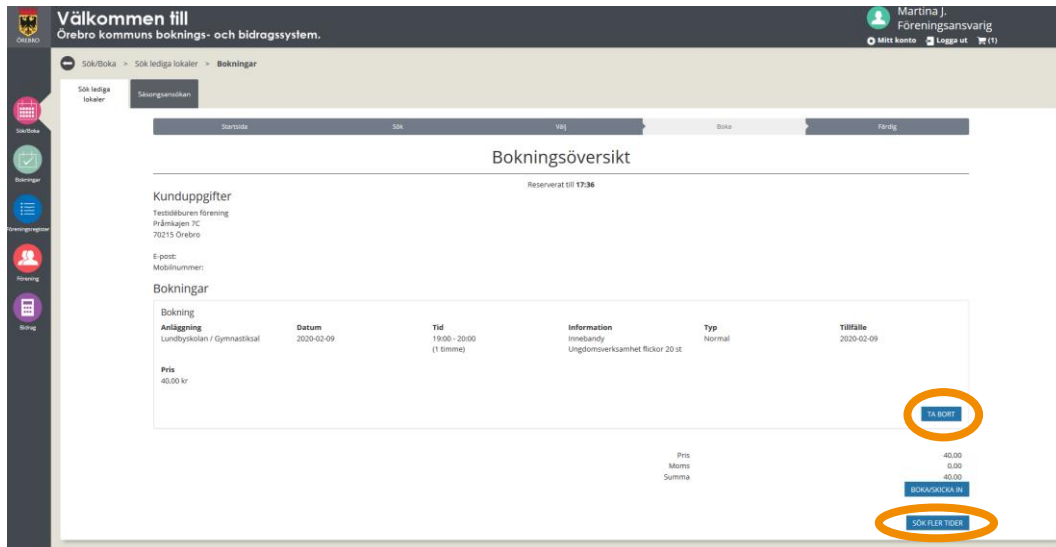 ÖREBRO
Välkommen till
Örebro kommuns boknings- och bidragssystem.
Martina J.
Föreningsansvarig
Mitt konto Logga ut (1)
Sök/Boka > Sök lediga lokaler > Bokningar
Sök lediga
lokaler
Säsongsansökan
Sök/Boka
Bokningar
Föreningsregister
Förening
Bidrag
Startsida Sök Välj Boka Färdig
Bokningsöversikt
Reserverat till 17:36
Kunduppgifter
Testidéburen förening
Pråmkajen 7C
70215 Örebro
E-post:
Mobilnummer:
Bokningar
Bokning
Anläggning Datum Tid Information Typ Tillfälle
Lundbyskolan / Gymnastiksal 2020-02-09 19:00 - 20:00 Innebandy Normal 2020-02-09
(1 timme) Ungdomsverksamhet flickor 20 st
Pris
40,00 kr
TA BORT
Pris 40,00
Moms 0,00
Summa 40,00
BOKA/SKICKA IN
SÖK FLER TIDER